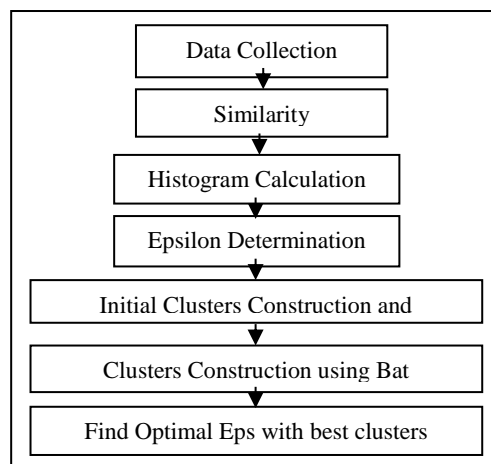 Data Collection
Similarity
Histogram Calculation
Epsilon Determination
Initial Clusters Construction and
Clusters Construction using Bat
Find Optimal Eps with best clusters